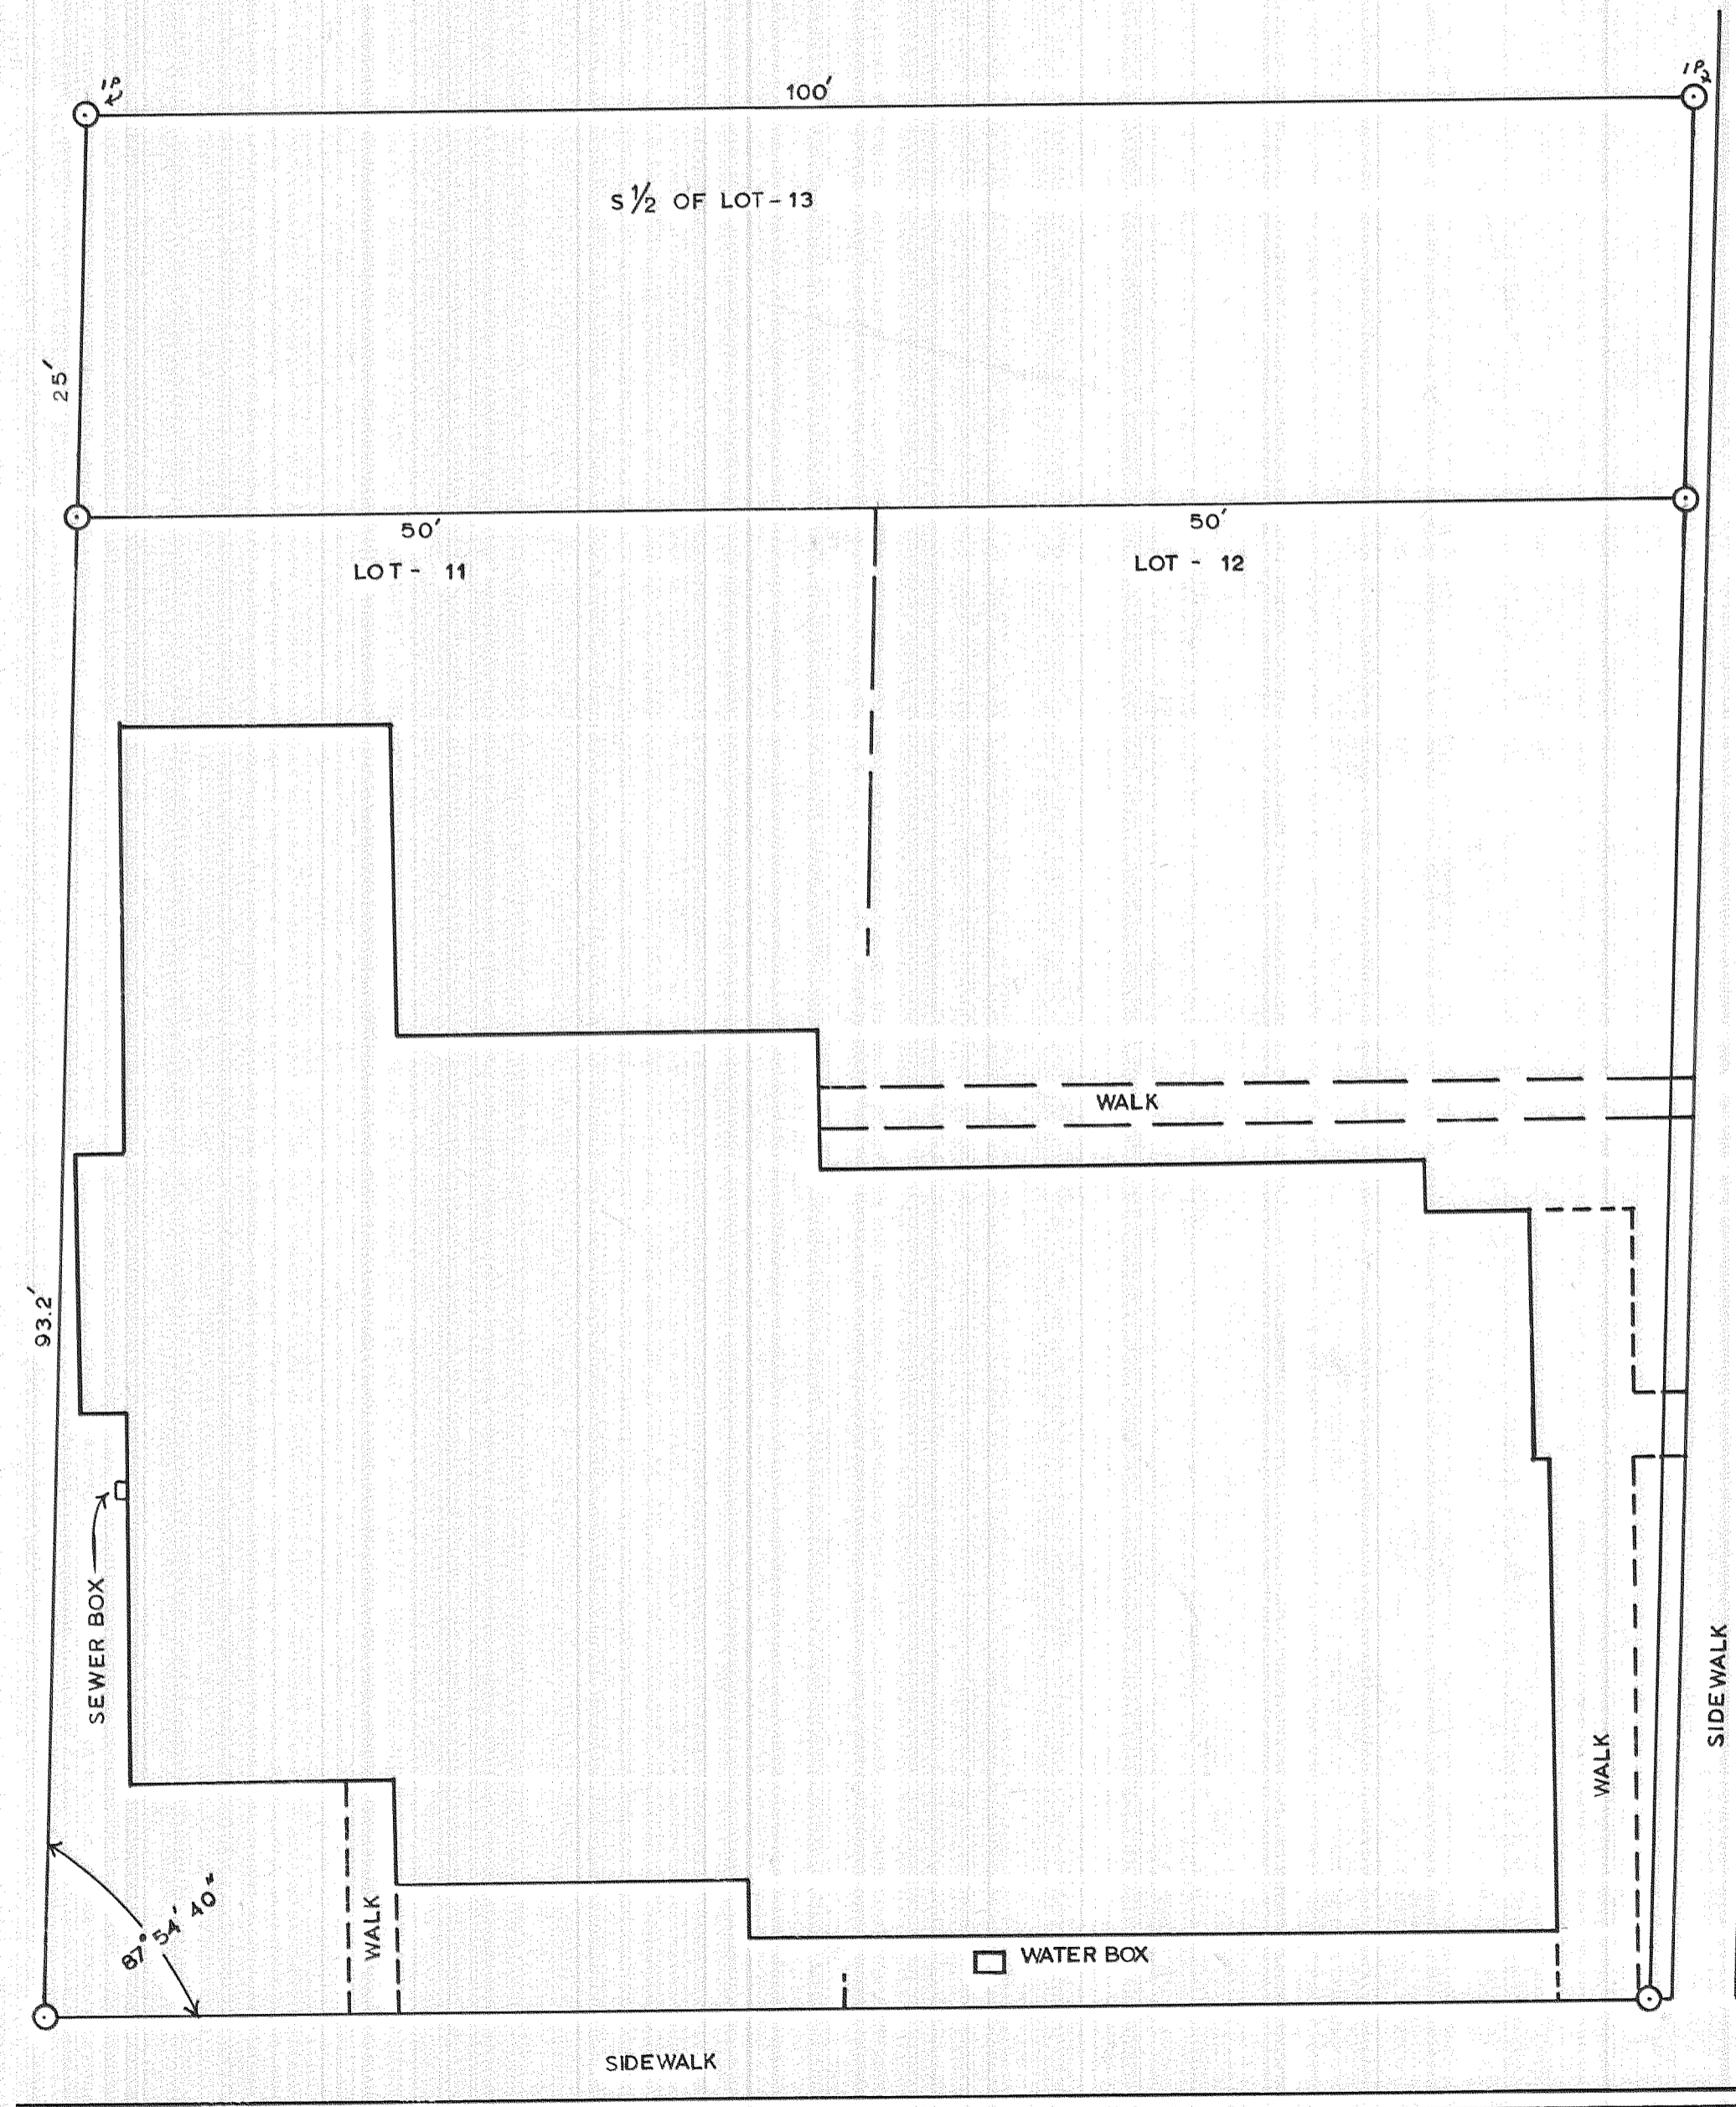 IP
100'
IP
S 1/2 OF LOT-13
25'
50'
50'
LOT - 11
LOT - 12
WALK
93.2'
SEWER BOX
SIDEWALK
WALK
87° 54' 40"
WALK
WATER BOX
SIDEWALK